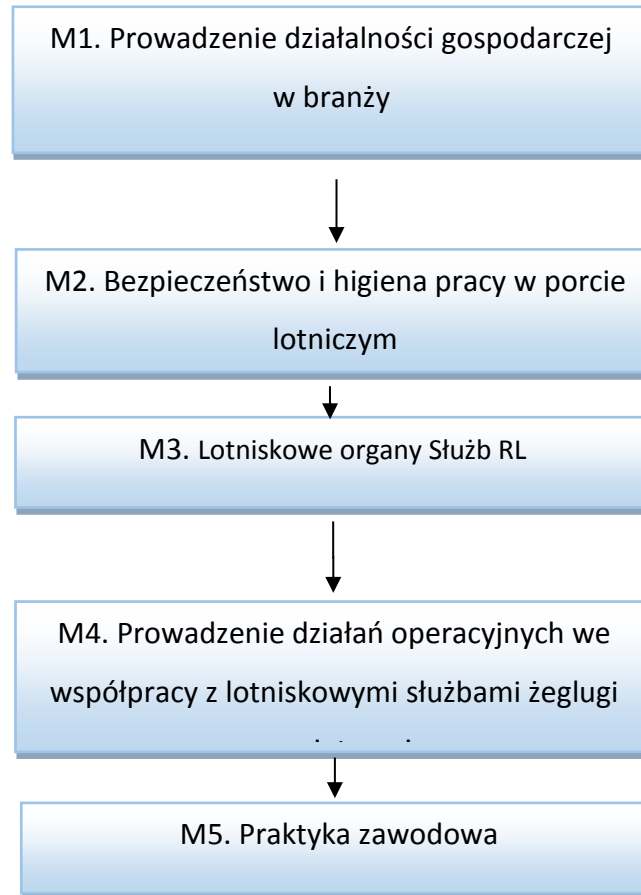 M1. Prowadzenie działalności gospodarczej
w branży
M2. Bezpieczeństwo i higiena pracy w porcie
lotniczym
M3. Lotniskowe organy Służb RL
M4. Prowadzenie działań operacyjnych we
współpracy z lotniskowymi służbami żeglugi
M5. Praktyka zawodowa